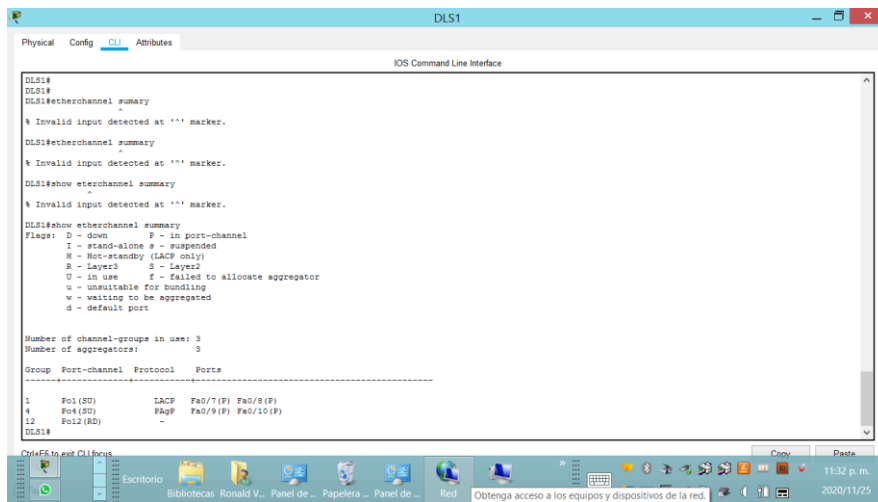 DLS1
Physical Config CLI Attributes
IOS Command Line Interface
DLS1#
DLS1#
DLS1#etherchannel sumary
^
% Invalid input detected at '^' marker.
DLS1#etherchannel summary
^
% Invalid input detected at '^' marker.
DLS1#show eterchannel summary
^
% Invalid input detected at '^' marker.
DLS1#show etherchannel summary
Flags: D - down P - in port-channel
I - stand-alone s - suspended
H - Hot-standby (LACP only)
R - Layer3 S - Layer2
U - in use f - failed to allocate aggregator
u - unsuitable for bundling
w - waiting to be aggregated
d - default port
Number of channel-groups in use: 3
Number of aggregators: 3
Group Port-channel Protocol Ports
------+-------------+-----------+----------------------------------------------
1 Po1(SU) LACP Fa0/7(P) Fa0/8(P)
4 Po4(SU) PAgP Fa0/9(P) Fa0/10(P)
12 Po12(RD) -
DLS1#
Ctrl+F6 to exit CLI focus
Copy Paste
Escritorio
Bibliotecas Ronald V... Panel de ... Papelera ... Panel de ... Red
Obtenga acceso a los equipos y dispositivos de la red.
11:32 p. m.
2020/11/25